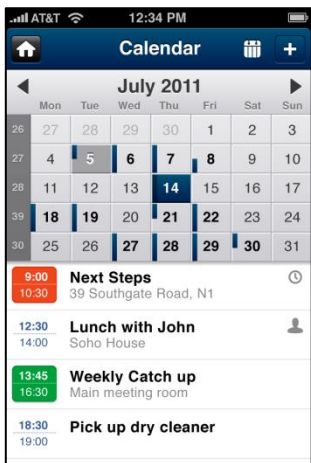 AT&T 12:34 PM
Calendar +
July 2011
Mon Tue Wed Thu Fri Sat Sun
26 27 28 29 30 1 2 3
27 4 5 6 7 8 9 10
28 11 12 13 14 15 16 17
39 18 19 20 21 22 23 24
30 25 26 27 28 29 30 31
9:00 Next Steps
10:30 39 Southgate Road, N1
12:30 Lunch with John
14:00 Soho House
13:45 Weekly Catch up
16:30 Main meeting room
18:30 Pick up dry cleaner
19:00